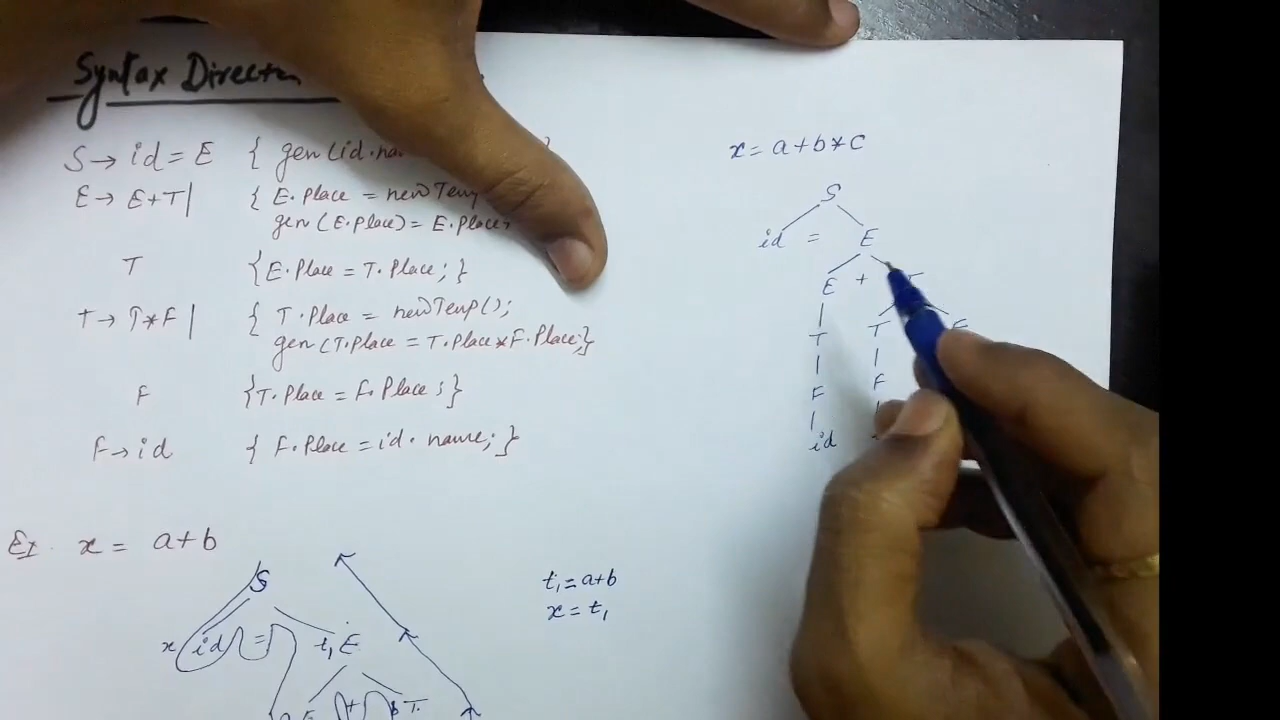 Syntax Direct
S → id = E { gen(id.na }
E → E+T | { E.Place = newTemp
gen(E.Place) = E.Place
T {E.Place = T.Place; }
T → T*F | { T.Place = newTemp();
gen(T.Place = T.Place*F.Place;}
F {T.Place = F.Place; }
F → id { F.Place = id.name; }
Ex. x = a+b
S
x id = t₁ E
+ T
t₁ = a+b
x = t₁
x = a+b*c
S
id = E
E + T
T T F
F F
id